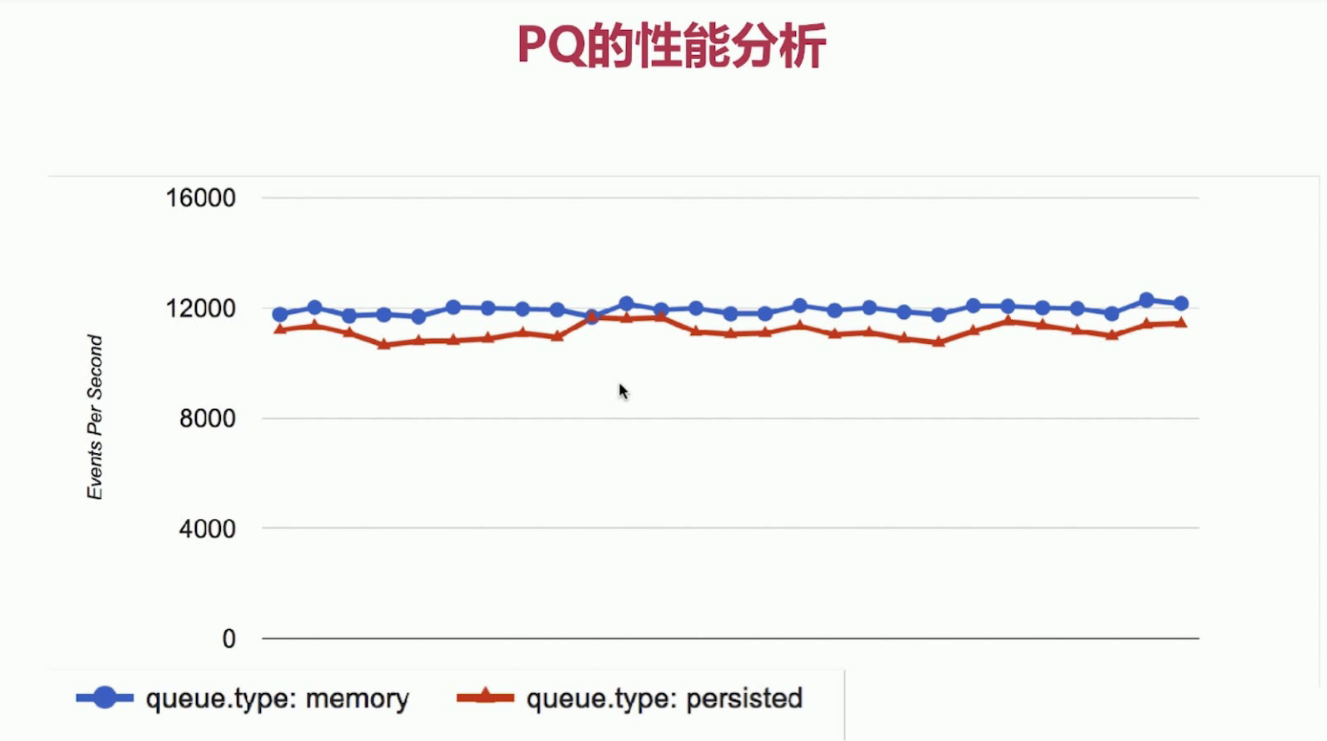 PQ的性能分析
16000
12000
8000
4000
0
Events Per Second
queue.type: memory
queue.type: persisted